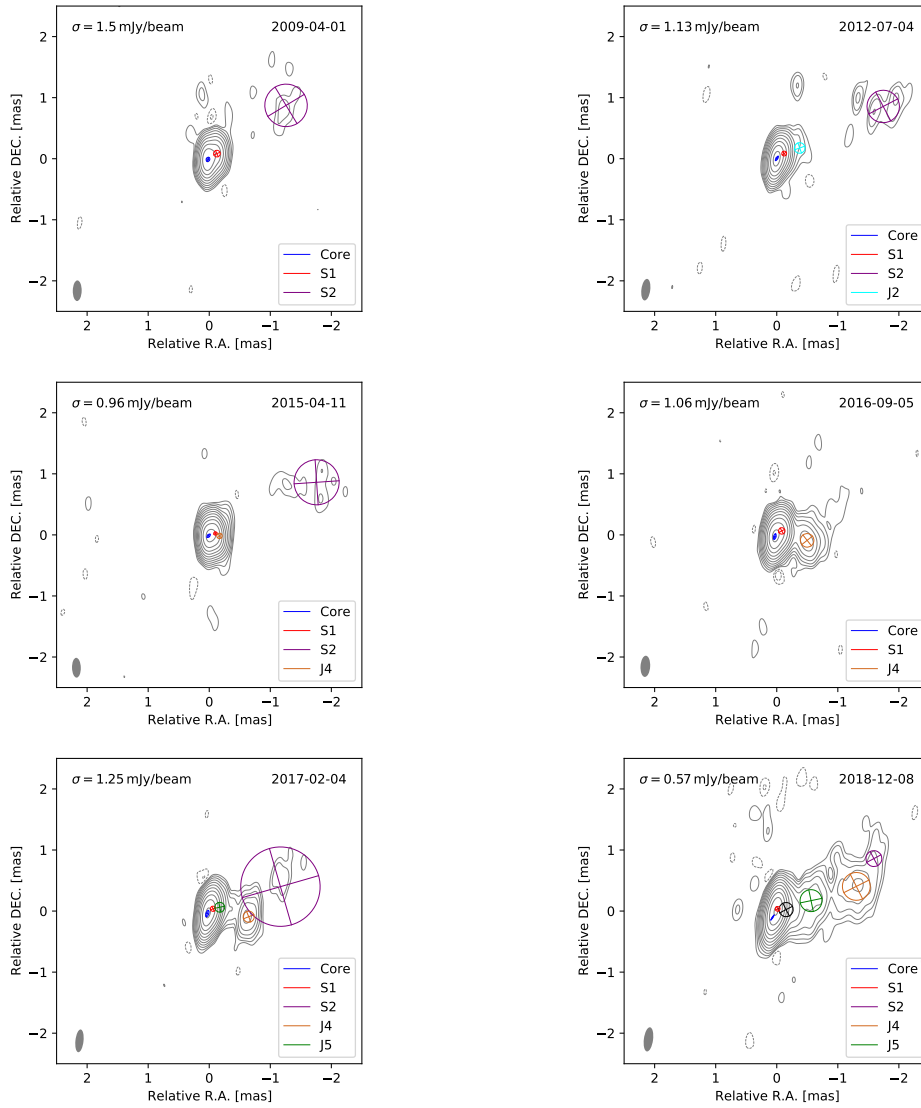 σ = 1.5 mJy/beam 2009-04-01
2
1
0
−1
−2
Relative DEC. [mas]
Core
S1
S2
2 1 0 −1 −2
Relative R.A. [mas]
σ = 1.13 mJy/beam 2012-07-04
2
1
0
−1
−2
Relative DEC. [mas]
Core
S1
S2
J2
2 1 0 −1 −2
Relative R.A. [mas]
σ = 0.96 mJy/beam 2015-04-11
2
1
0
−1
−2
Relative DEC. [mas]
Core
S1
S2
J4
2 1 0 −1 −2
Relative R.A. [mas]
σ = 1.06 mJy/beam 2016-09-05
2
1
0
−1
−2
Relative DEC. [mas]
Core
S1
J4
2 1 0 −1 −2
Relative R.A. [mas]
σ = 1.25 mJy/beam 2017-02-04
2
1
0
−1
−2
Relative DEC. [mas]
Core
S1
S2
J4
J5
2 1 0 −1 −2
Relative R.A. [mas]
σ = 0.57 mJy/beam 2018-12-08
2
1
0
−1
−2
Relative DEC. [mas]
Core
S1
S2
J4
J5
2 1 0 −1 −2
Relative R.A. [mas]